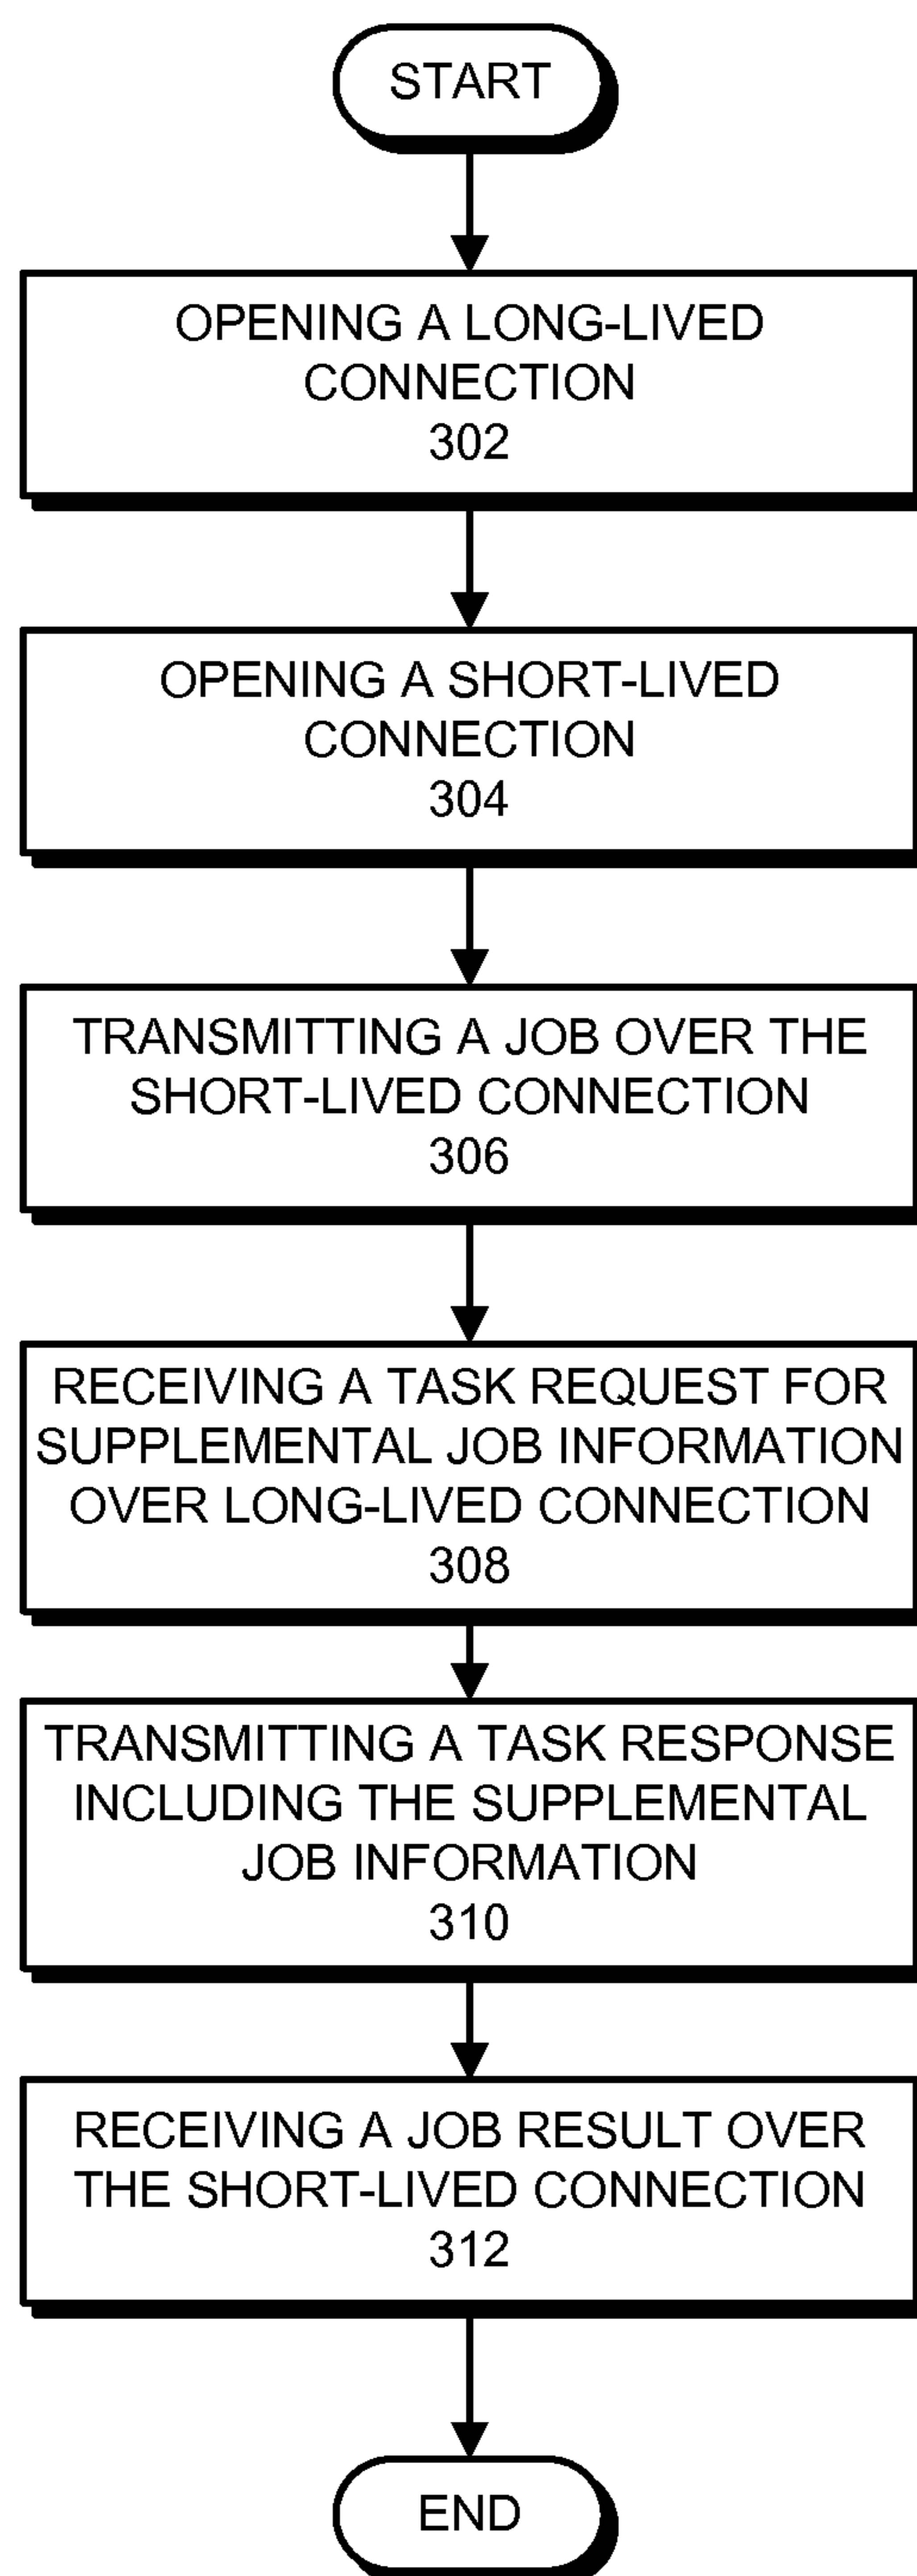 START
OPENING A LONG-LIVED
CONNECTION
302
OPENING A SHORT-LIVED
CONNECTION
304
TRANSMITTING A JOB OVER THE
SHORT-LIVED CONNECTION
306
RECEIVING A TASK REQUEST FOR
SUPPLEMENTAL JOB INFORMATION
OVER LONG-LIVED CONNECTION
308
TRANSMITTING A TASK RESPONSE
INCLUDING THE SUPPLEMENTAL
JOB INFORMATION
310
RECEIVING A JOB RESULT OVER
THE SHORT-LIVED CONNECTION
312
END